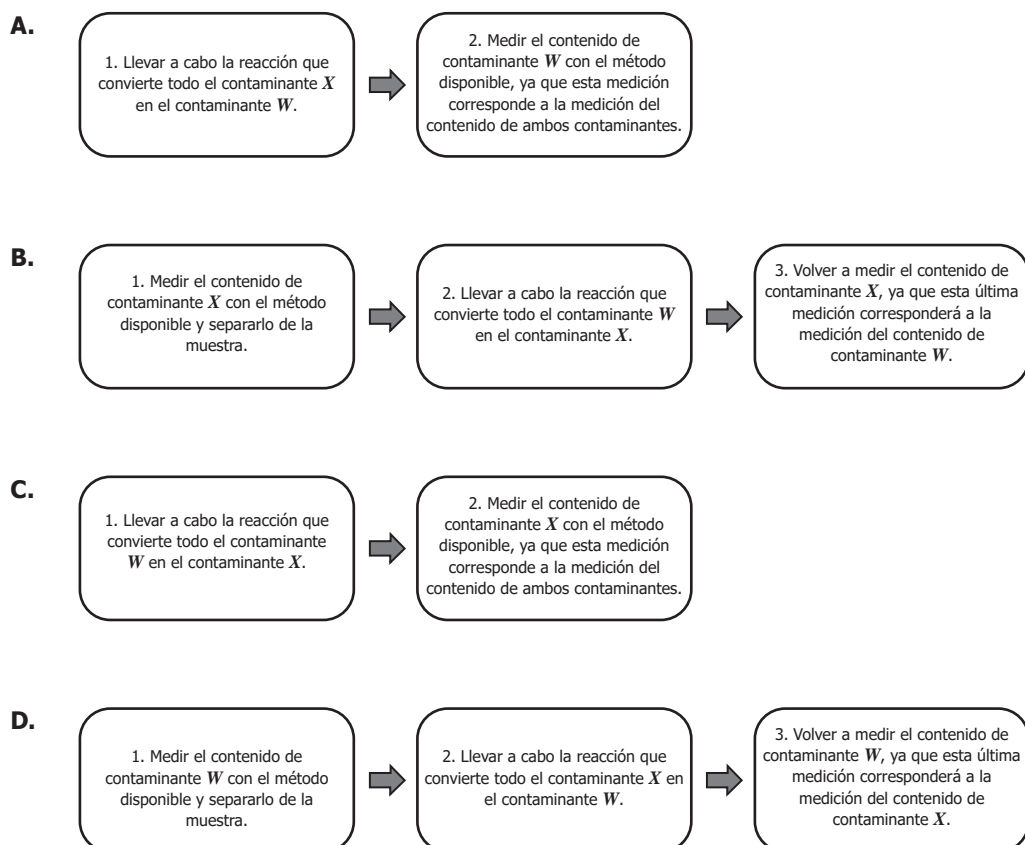 A.
1. Llevar a cabo la reacción que
convierte todo el contaminante X
en el contaminante W.
2. Medir el contenido de
contaminante W con el método
disponible, ya que esta medición
corresponde a la medición del
contenido de ambos contaminantes.
B.
1. Medir el contenido de
contaminante X con el método
disponible y separarlo de la
muestra.
2. Llevar a cabo la reacción que
convierte todo el contaminante W
en el contaminante X.
3. Volver a medir el contenido de
contaminante X, ya que esta última
medición corresponderá a la
medición del contenido de
contaminante W.
C.
1. Llevar a cabo la reacción que
convierte todo el contaminante
W en el contaminante X.
2. Medir el contenido de
contaminante X con el método
disponible, ya que esta medición
corresponde a la medición del
contenido de ambos contaminantes.
D.
1. Medir el contenido de
contaminante W con el método
disponible y separarlo de la
muestra.
2. Llevar a cabo la reacción que
convierte todo el contaminante X en
el contaminante W.
3. Volver a medir el contenido de
contaminante W, ya que esta última
medición corresponderá a la
medición del contenido de
contaminante X.